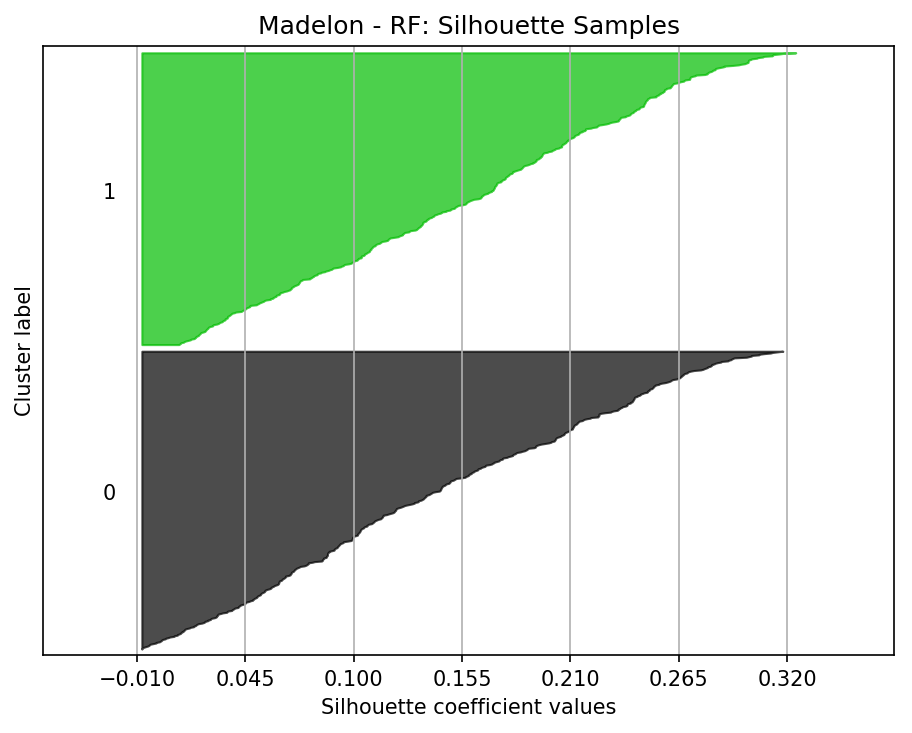 Madelon - RF: Silhouette Samples
1
0
Cluster label
−0.010 0.045 0.100 0.155 0.210 0.265 0.320
Silhouette coefficient values